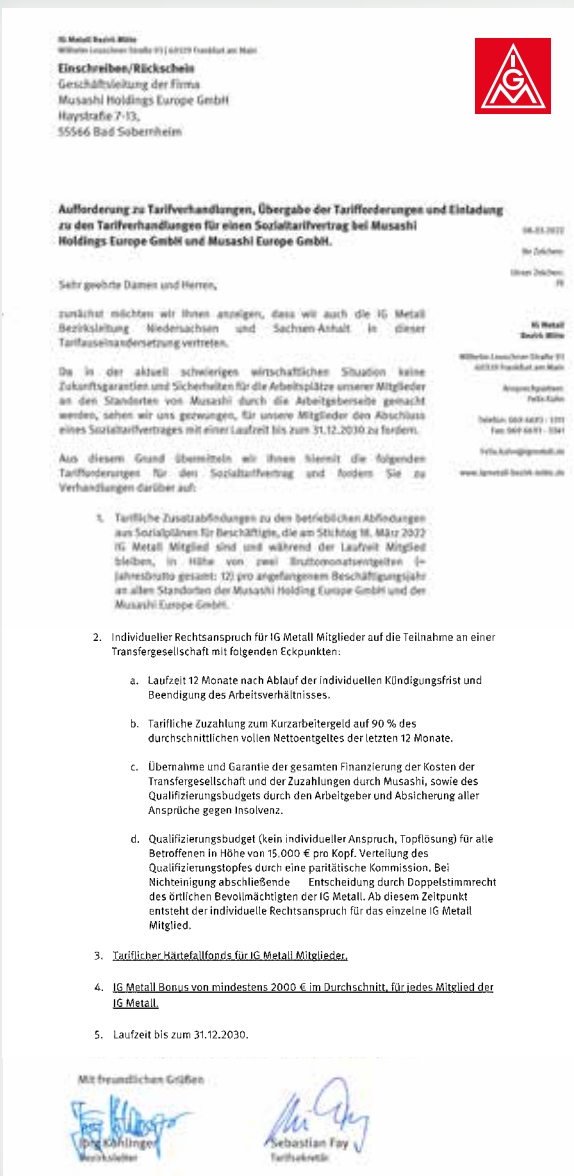 IG Metall Bezirk Mitte
Wilhelm Leuschner Straße 93 | 60329 Frankfurt am Main
Einschreiben/Rückschein
Geschäftsleitung der Firma
Musashi Holdings Europe GmbH
Haystraße 7-13,
55566 Bad Sobernheim
IGM
Aufforderung zu Tarifverhandlungen, Übergabe der Tarifforderungen und Einladung
zu den Tarifverhandlungen für einen Sozialtarifvertrag bei Musashi
Holdings Europe GmbH und Musashi Europe GmbH.
Ihr Zeichen:
Unser Zeichen:
Sehr geehrte Damen und Herren,
zunächst möchten wir Ihnen anzeigen, dass wir auch die IG Metall
Bezirksleitung Niedersachsen und Sachsen-Anhalt in dieser
Tarifauseinandersetzung vertreten.
Da in der aktuell schwierigen wirtschaftlichen Situation keine
Zukunftsgarantien und Sicherheiten für die Arbeitsplätze unserer Mitglieder
an den Standorten von Musashi durch die Arbeitgeberseite gemacht
werden, sehen wir uns gezwungen, für unsere Mitglieder den Abschluss
eines Sozialtarifvertrages mit einer Laufzeit bis zum 31.12.2030 zu fordern.
Aus diesem Grund übermitteln wir Ihnen hiermit die folgenden
Tarifforderungen für den Sozialtarifvertrag und fordern Sie zu
Verhandlungen darüber auf:
IG Metall
Bezirk Mitte
Wilhelm Leuschner Straße 93
60329 Frankfurt am Main
Ansprechpartner:
Telefon:
Fax:
www.igmetall-bezirk-mitte.de
1. Tarifliche Zusatzabfindungen zu den betrieblichen Abfindungen
aus Sozialplänen für Beschäftigte, die am Stichtag 18. März 2022
IG Metall Mitglied sind und während der Laufzeit Mitglied
bleiben, in Höhe von zwei Bruttomonatsentgelten (=
Jahresbrutto gesamt: 12) pro angefangenem Beschäftigungsjahr
an allen Standorten der Musashi Holding Europe GmbH und der
Musashi Europe GmbH.
2. Individueller Rechtsanspruch für IG Metall Mitglieder auf die Teilnahme an einer
Transfergesellschaft mit folgenden Eckpunkten:
a. Laufzeit 12 Monate nach Ablauf der individuellen Kündigungsfrist und
Beendigung des Arbeitsverhältnisses.
b. Tarifliche Zuzahlung zum Kurzarbeitergeld auf 90 % des
durchschnittlichen vollen Nettoentgeltes der letzten 12 Monate.
c. Übernahme und Garantie der gesamten Finanzierung der Kosten der
Transfergesellschaft und der Zuzahlungen durch Musashi, sowie des
Qualifizierungsbudgets durch den Arbeitgeber und Absicherung aller
Ansprüche gegen Insolvenz.
d. Qualifizierungsbudget (kein individueller Anspruch, Topflösung) für alle
Betroffenen in Höhe von 15.000 € pro Kopf. Verteilung des
Qualifizierungstopfes durch eine paritätische Kommission. Bei
Nichteinigung abschließende Entscheidung durch Doppelstimmrecht
des örtlichen Bevollmächtigten der IG Metall. Ab diesem Zeitpunkt
entsteht der individuelle Rechtsanspruch für das einzelne IG Metall
Mitglied.
3. Tariflicher Härtefallfonds für IG Metall Mitglieder.
4. IG Metall Bonus von mindestens 2000 € im Durchschnitt, für jedes Mitglied der
IG Metall.
5. Laufzeit bis zum 31.12.2030.
Mit freundlichen Grüßen
Jörg Köhlinger
Bezirksleiter
Sebastian Fay
Tarifsekretär